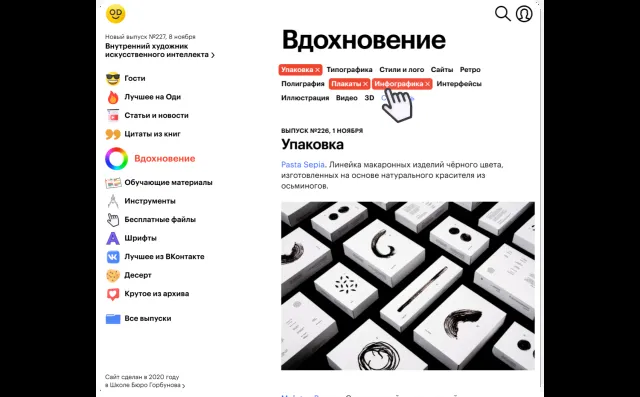 OD
Новый выпуск №227, 8 ноября
Внутренний художник
искусственного интеллекта
Гости
Лучшее на Оди
Статьи и новости
Цитаты из книг
Вдохновение
Обучающие материалы
Инструменты
Бесплатные файлы
Шрифты
Лучшее из ВКонтакте
Десерт
Крутое из архива
Все выпуски
Сайт сделан в 2020 году
в Школе Бюро Горбунова
Вдохновение
Упаковка × Типографика Стили и лого Сайты Ретро
Полиграфия Плакаты × Инфографика × Интерфейсы
Иллюстрация Видео 3D
ВЫПУСК №226, 1 НОЯБРЯ
Упаковка
Pasta Sepia. Линейка макаронных изделий чёрного цвета,
изготовленных на основе натурального красителя из
осьминогов.